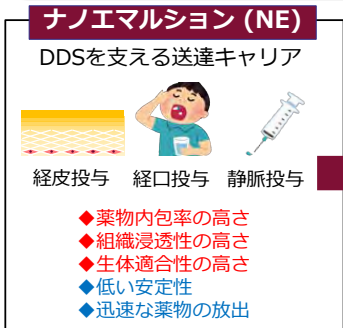 ナノエマルション (NE)
DDSを支える送達キャリア
経皮投与 経口投与 静脈投与
◆薬物内包率の高さ
◆組織浸透性の高さ
◆生体適合性の高さ
◆低い安定性
◆迅速な薬物の放出